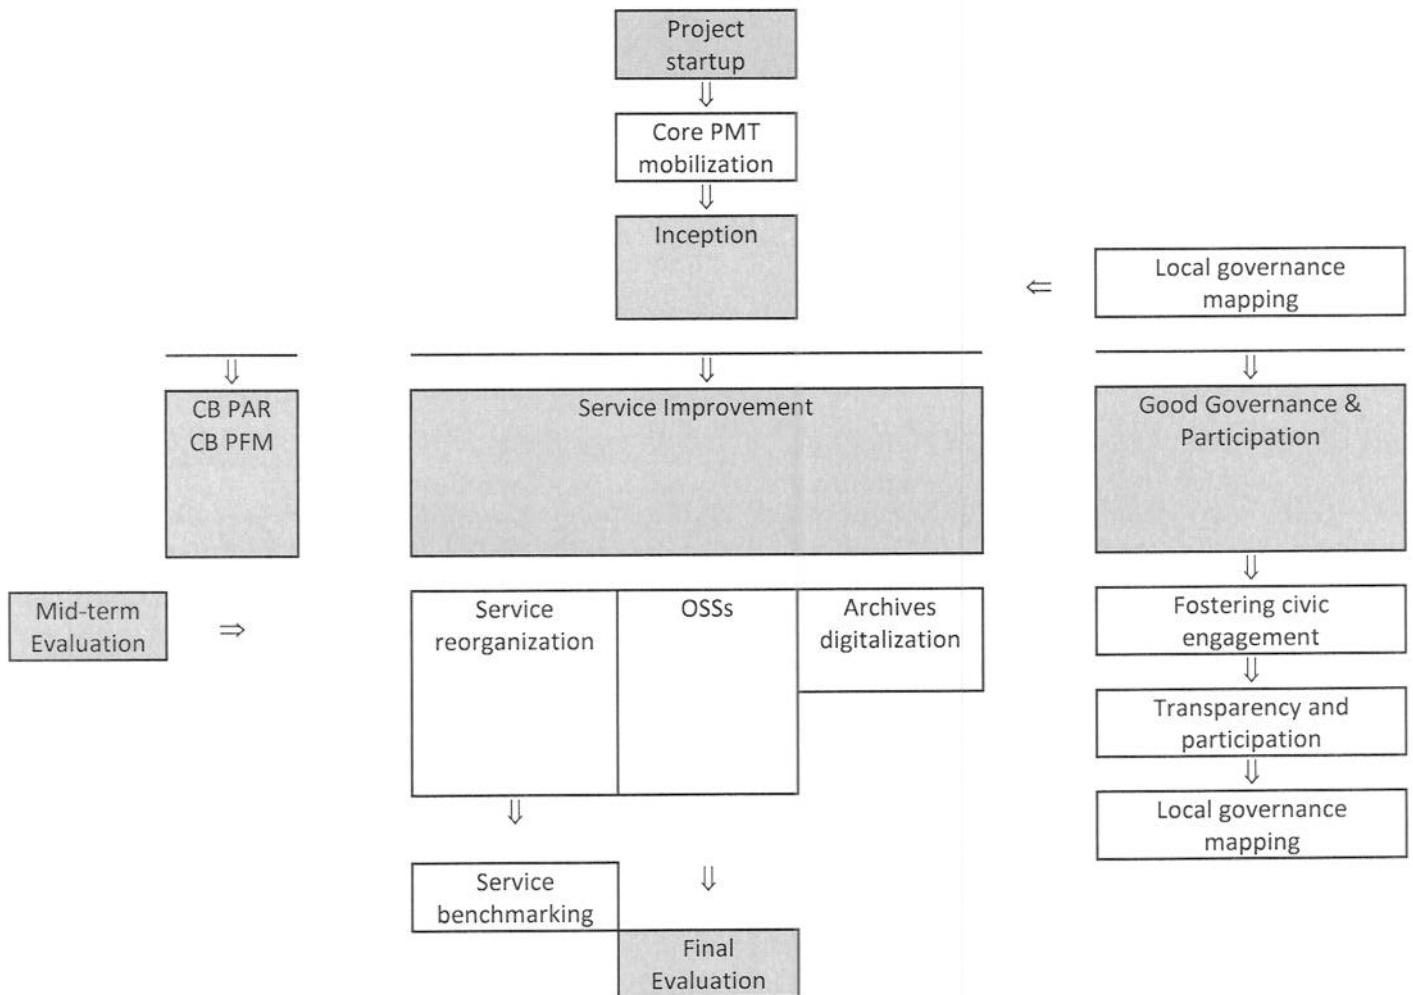 Project
startup
Core PMT
mobilization
Inception
Local governance
mapping
CB PAR
CB PFM
Service Improvement
Good Governance &
Participation
Mid-term
Evaluation
Service
reorganization
OSSs
Archives
digitalization
Fostering civic
engagement
Transparency and
participation
Local governance
mapping
Service
benchmarking
Final
Evaluation